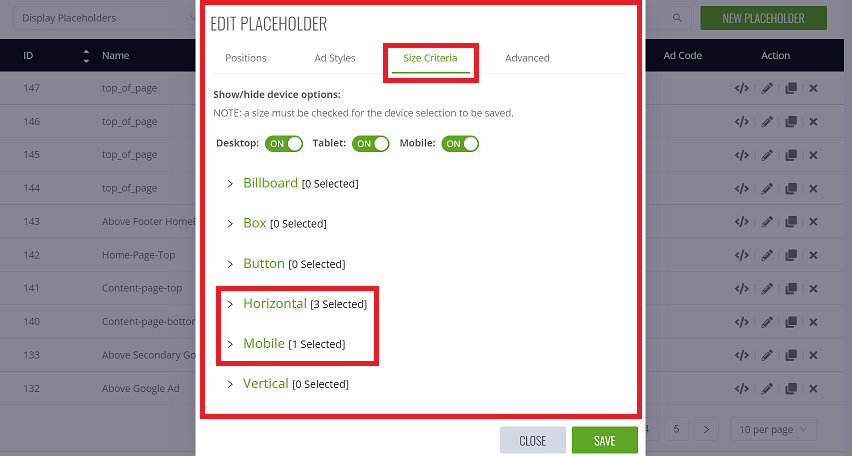 Display Placeholders
NEW PLACEHOLDER
EDIT PLACEHOLDER
Positions Ad Styles Size Criteria Advanced
ID Name Ad Code Action
Show/hide device options:
NOTE: a size must be checked for the device selection to be saved.
Desktop: ON Tablet: ON Mobile: ON
Billboard [0 Selected]
Box [0 Selected]
Button [0 Selected]
Horizontal [3 Selected]
Mobile [1 Selected]
Vertical [0 Selected]
CLOSE SAVE
147 top_of_page
146 top_of_page
145 top_of_page
144 top_of_page
143 Above Footer
142 Home-Page-Top
141 Content-page-top
140 Content-page-bottom
133 Above Secondary
132 Above Google Ad
4 5 > 10 per page